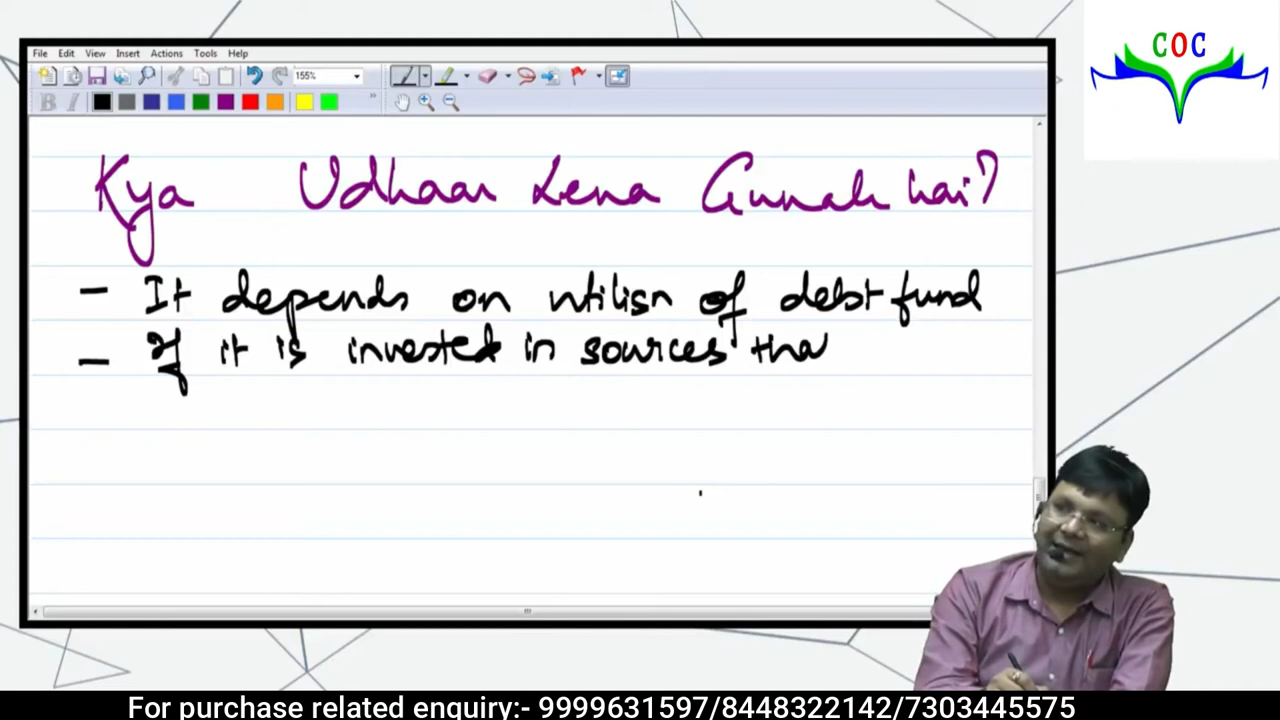 COC
File Edit View Insert Actions Tools Help
155%
B I
Kya Udhaar Lena Gunah hai?
- It depends on utilisn of debt fund
- If it is invested in sources tha
For purchase related enquiry:- 9999631597/8448322142/7303445575